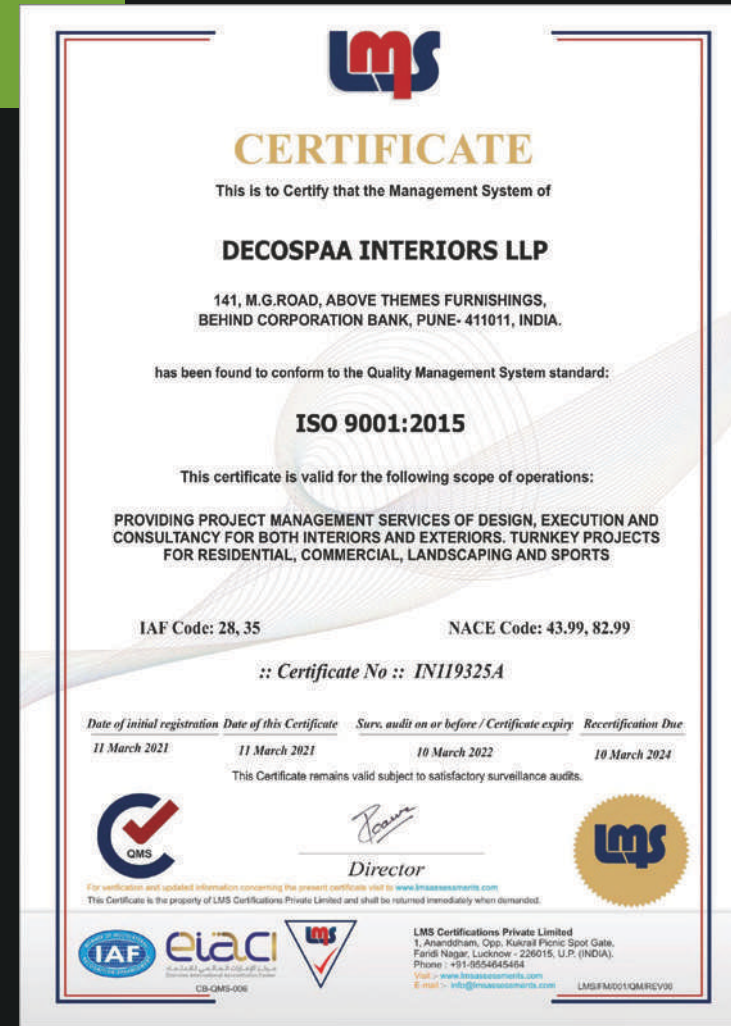 LMS
CERTIFICATE
This is to Certify that the Management System of
DECOSPAA INTERIORS LLP
141, M.G.ROAD, ABOVE THEMES FURNISHINGS,
BEHIND CORPORATION BANK, PUNE- 411011, INDIA.
has been found to conform to the Quality Management System standard:
ISO 9001:2015
This certificate is valid for the following scope of operations:
PROVIDING PROJECT MANAGEMENT SERVICES OF DESIGN, EXECUTION AND
CONSULTANCY FOR BOTH INTERIORS AND EXTERIORS. TURNKEY PROJECTS
FOR RESIDENTIAL, COMMERCIAL, LANDSCAPING AND SPORTS
IAF Code: 28, 35 NACE Code: 43.99, 82.99
:: Certificate No :: IN119325A
Date of initial registration Date of this Certificate Surv. audit on or before / Certificate expiry Recertification Due
11 March 2021 11 March 2021 10 March 2022 10 March 2024
This Certificate remains valid subject to satisfactory surveillance audits.
QMS
LMS
Director
For verification and updated information concerning the present certificate visit to www.lmsassessments.com
This Certificate is the property of LMS Certifications Private Limited and shall be returned immediately when demanded.
IAF
eiaci
CB-QMS-006
LMS
LMS Certifications Private Limited
1, Ananddham, Opp. Kukrail Picnic Spot Gate,
Faridi Nagar, Lucknow - 226015, U.P. (INDIA).
Phone : +91-9554645464
Visit :- www.lmsassessments.com
E-mail :- info@lmsassessments.com
LMS/FM/001/QM/REV00